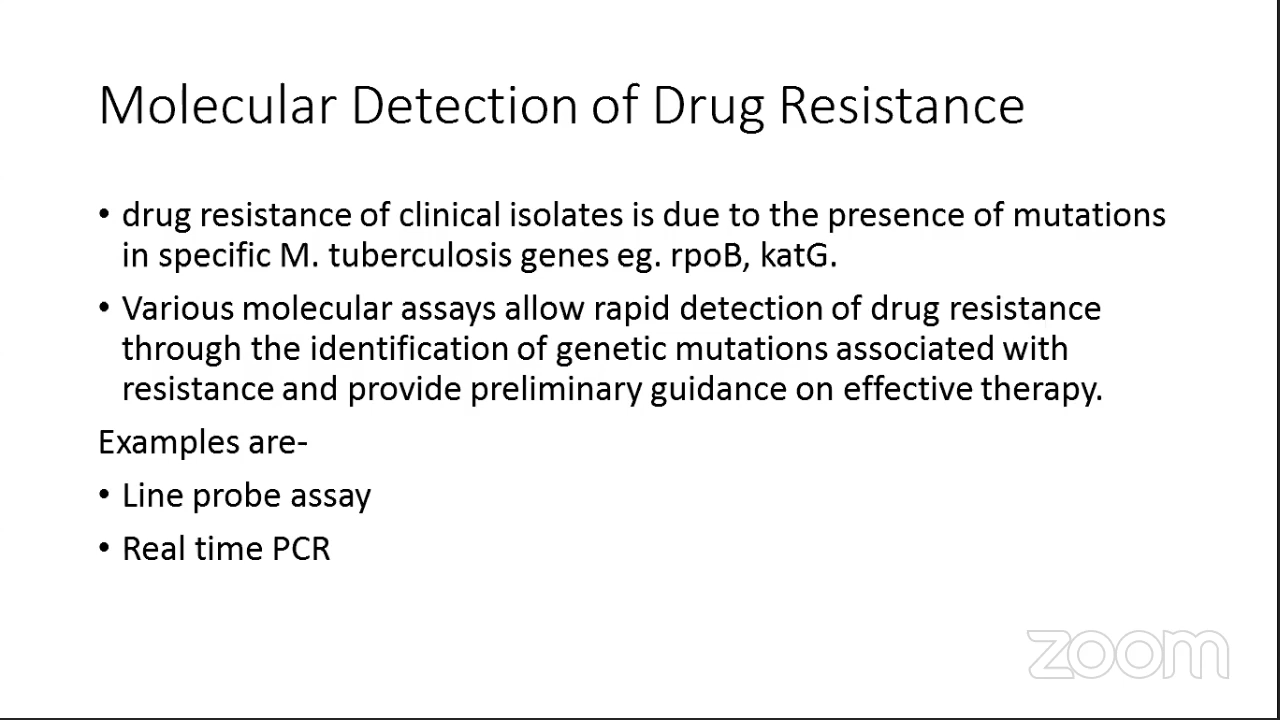 Molecular Detection of Drug Resistance
• drug resistance of clinical isolates is due to the presence of mutations
in specific M. tuberculosis genes eg. rpoB, katG.
• Various molecular assays allow rapid detection of drug resistance
through the identification of genetic mutations associated with
resistance and provide preliminary guidance on effective therapy.
Examples are-
• Line probe assay
• Real time PCR
zoom